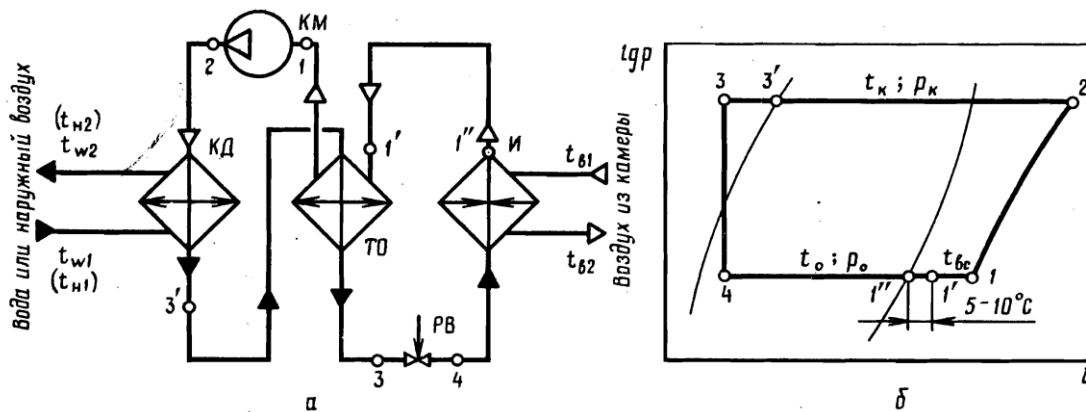 Вода или наружный воздух
(tн2)
tw2
tw1
(tн1)
2
КМ
1
КД
3'
ТО
1'
1''
И
tв1
tв2
Воздух из камеры
РВ
3
4
а
lgp
3
3'
tк ; pк
2
tо ; pо
tвс
4
1''
1'
1
5-10°С
i
б